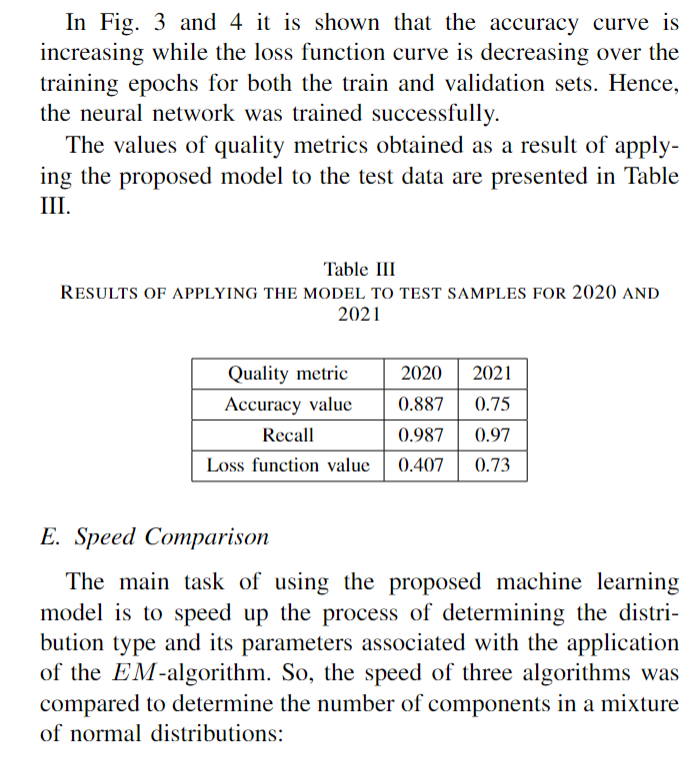 In Fig. 3 and 4 it is shown that the accuracy curve is
increasing while the loss function curve is decreasing over the
training epochs for both the train and validation sets. Hence,
the neural network was trained successfully.
The values of quality metrics obtained as a result of apply-
ing the proposed model to the test data are presented in Table
III.
Table III
RESULTS OF APPLYING THE MODEL TO TEST SAMPLES FOR 2020 AND
2021
Quality metric 2020 2021
Accuracy value 0.887 0.75
Recall 0.987 0.97
Loss function value 0.407 0.73
E. Speed Comparison
The main task of using the proposed machine learning
model is to speed up the process of determining the distri-
bution type and its parameters associated with the application
of the EM-algorithm. So, the speed of three algorithms was
compared to determine the number of components in a mixture
of normal distributions: